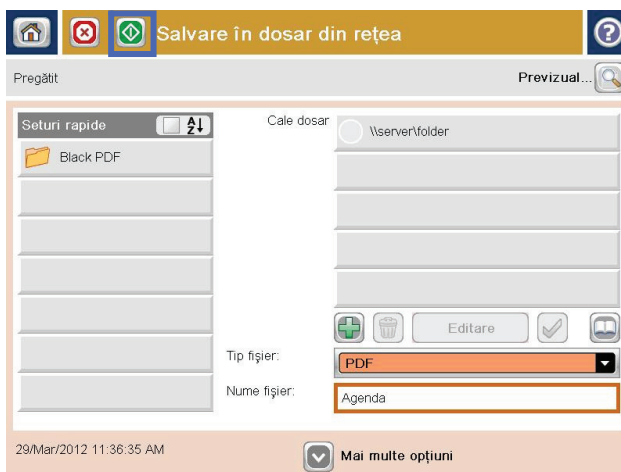 Salvare în dosar din rețea
Pregătit
Previzual...
Seturi rapide
A
Z
Cale dosar
\\server\folder
Black PDF
Editare
Tip fișier:
PDF
Nume fișier:
Agenda
29/Mar/2012 11:36:35 AM
Mai multe opțiuni